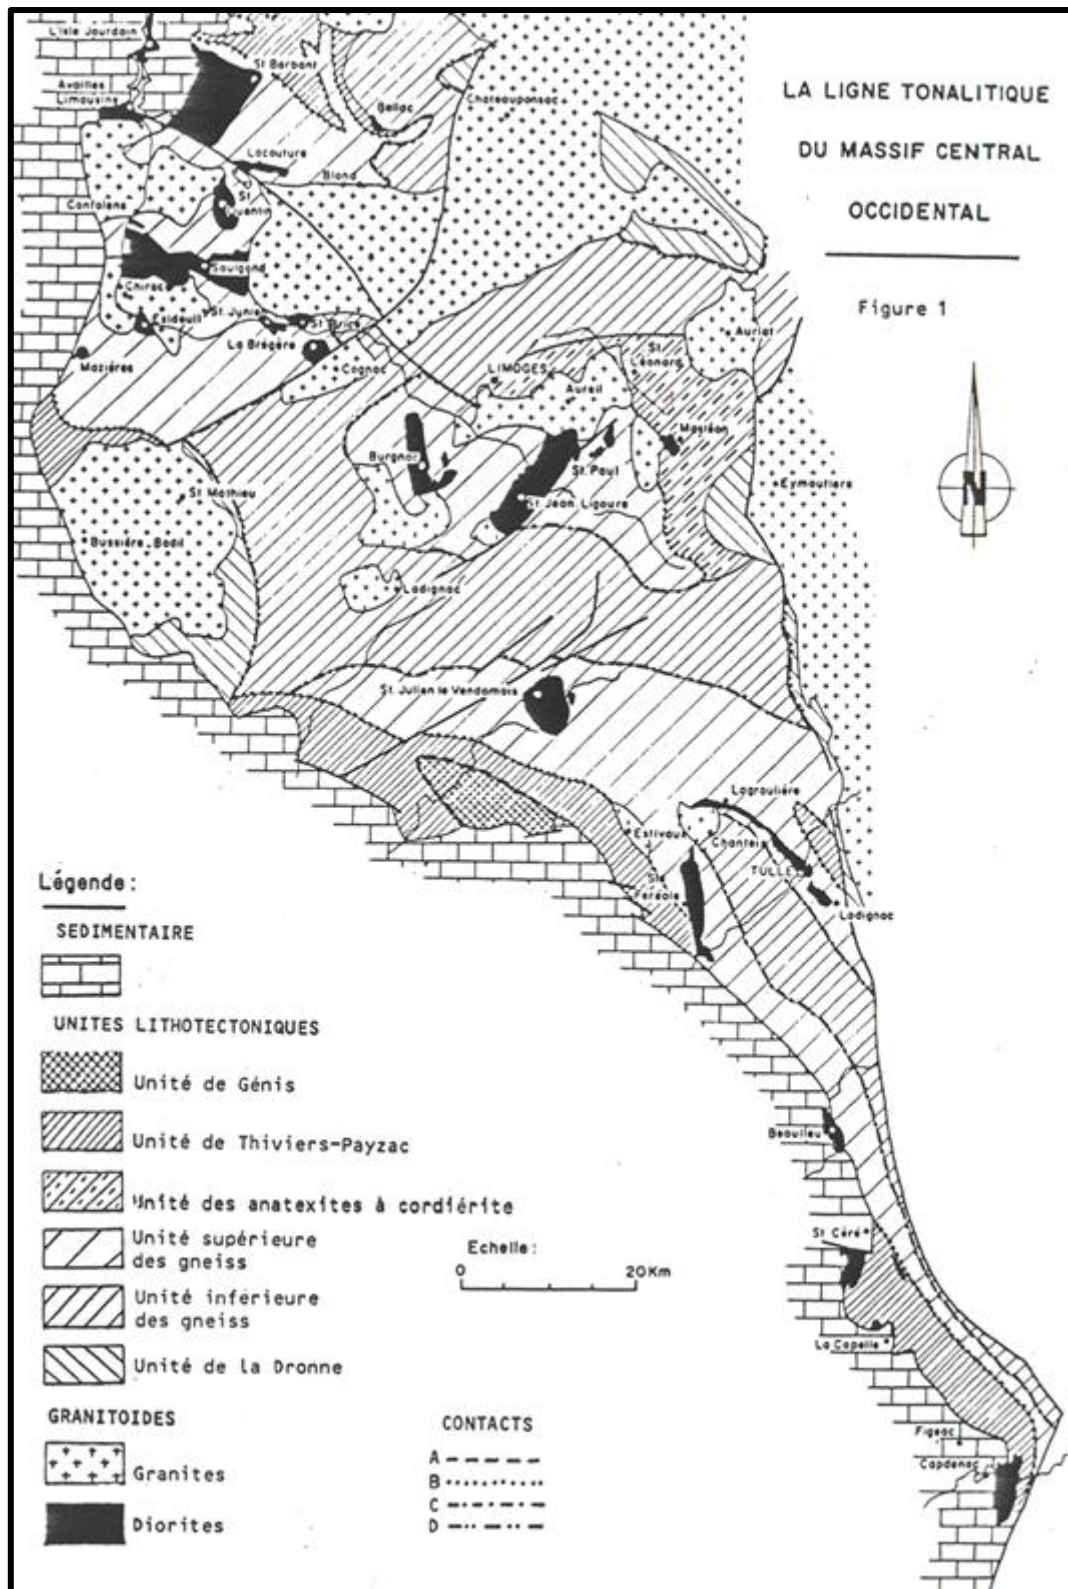 LA LIGNE TONALITIQUE
DU MASSIF CENTRAL
OCCIDENTAL
Figure 1
L'Isle Jourdain
St Barbant
Availles
Limousine
Bellac
Chateauponsac
Lacouture
Blond
Confolens
St
Quentin
Saulgond
Chirac
Exideuil
St. Junien
St Brice
La Brégère
Mazières
Cognac
LIMOGES
St.
Léonard
Auriat
Aureil
Masléon
Burgnac
St. Paul
St. Jean Ligoure
Eymoutiers
St Mathieu
Bussière Badil
Ladignac
N
St. Julien le Vendomois
Lagraulière
Estivaux
Chanteix
TULLE
Ste
Féréole
Ladignac
Légende :
SEDIMENTAIRE
UNITES LITHOTECTONIQUES
Unité de Génis
Unité de Thiviers-Payzac
Unité des anatexites à cordiérite
Unité supérieure
des gneiss
Unité inférieure
des gneiss
Unité de la Dronne
GRANITOIDES
Granites
Diorites
Echelle :
0 20Km
CONTACTS
A
B
C
D
Beaulieu
St Céré
La Capelle
Figeac
Capdenac